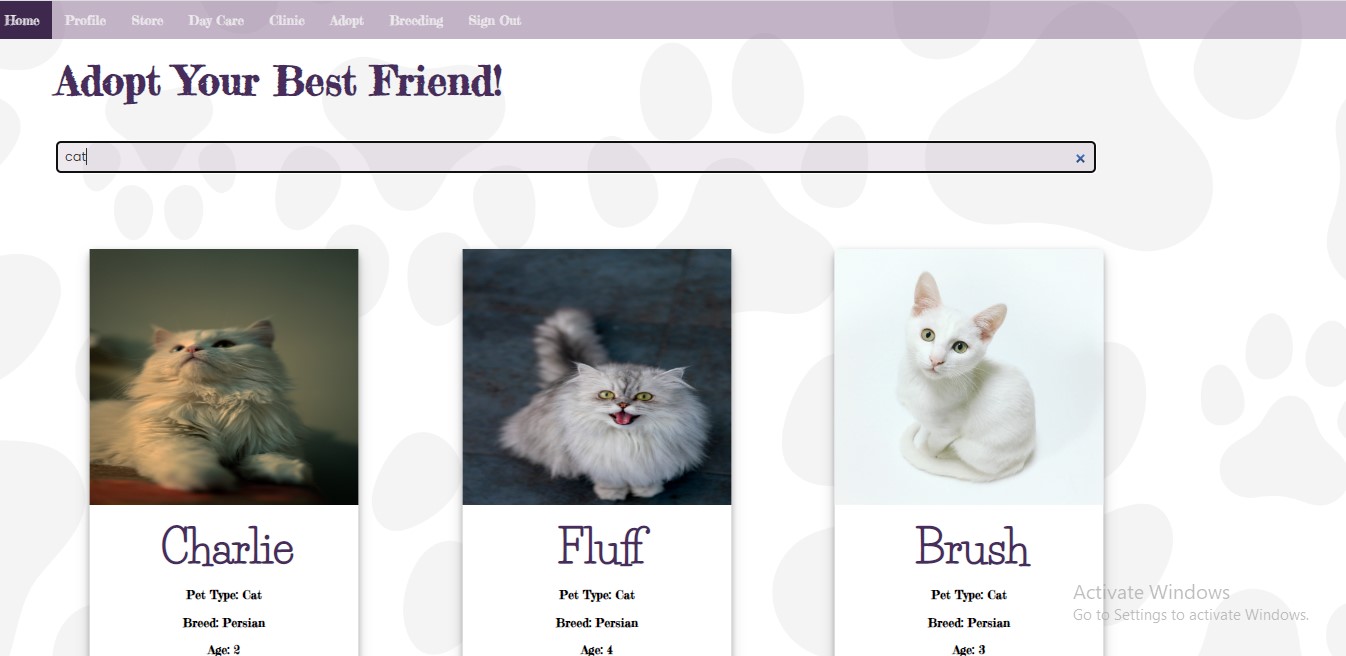 Home Profile Store Day Care Clinic Adopt Breeding Sign Out
Adopt Your Best Friend!
cat
Charlie
Pet Type: Cat
Breed: Persian
Age: 2
Fluff
Pet Type: Cat
Breed: Persian
Age: 4
Brush
Pet Type: Cat
Breed: Persian
Age: 3
Activate Windows
Go to Settings to activate Windows.